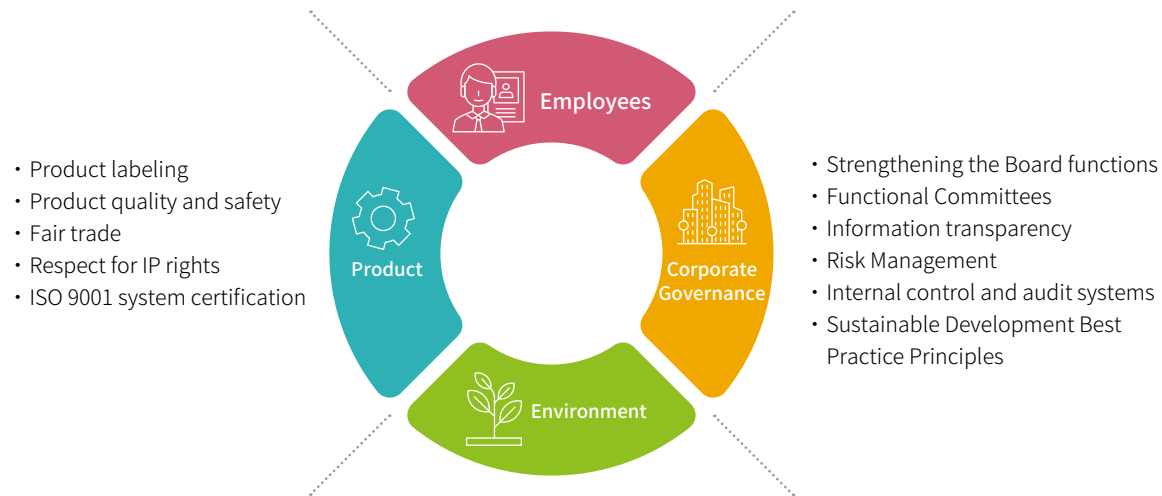 Employees
・Product labeling
・Product quality and safety
・Fair trade
・Respect for IP rights
・ISO 9001 system certification
Product
Corporate
Governance
・Strengthening the Board functions
・Functional Committees
・Information transparency
・Risk Management
・Internal control and audit systems
・Sustainable Development Best
Practice Principles
Environment